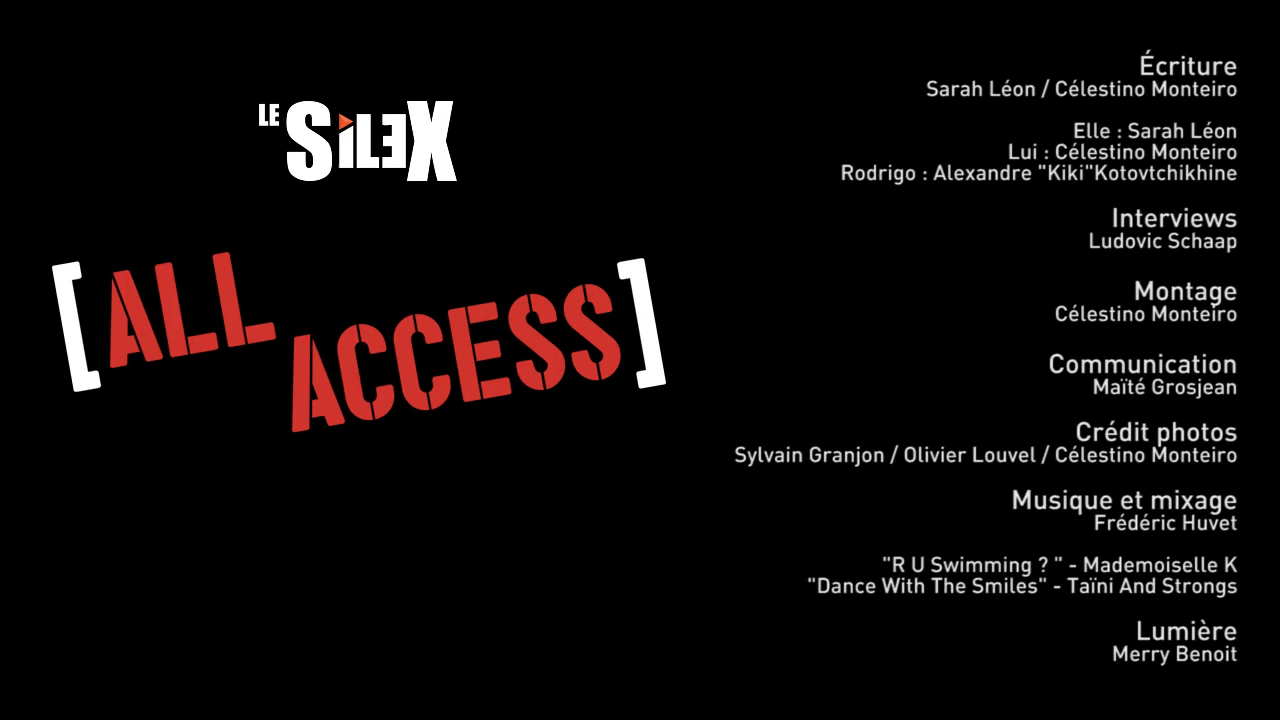 LE SiLEX
[ALL
ACCESS]
Écriture
Sarah Léon / Célestino Monteiro
Elle : Sarah Léon
Lui : Célestino Monteiro
Rodrigo : Alexandre "Kiki"Kotovtchikhine
Interviews
Ludovic Schaap
Montage
Célestino Monteiro
Communication
Maïté Grosjean
Crédit photos
Sylvain Granjon / Olivier Louvel / Célestino Monteiro
Musique et mixage
Frédéric Huvet
"R U Swimming ? " - Mademoiselle K
"Dance With The Smiles" - Taïni And Strongs
Lumière
Merry Benoit